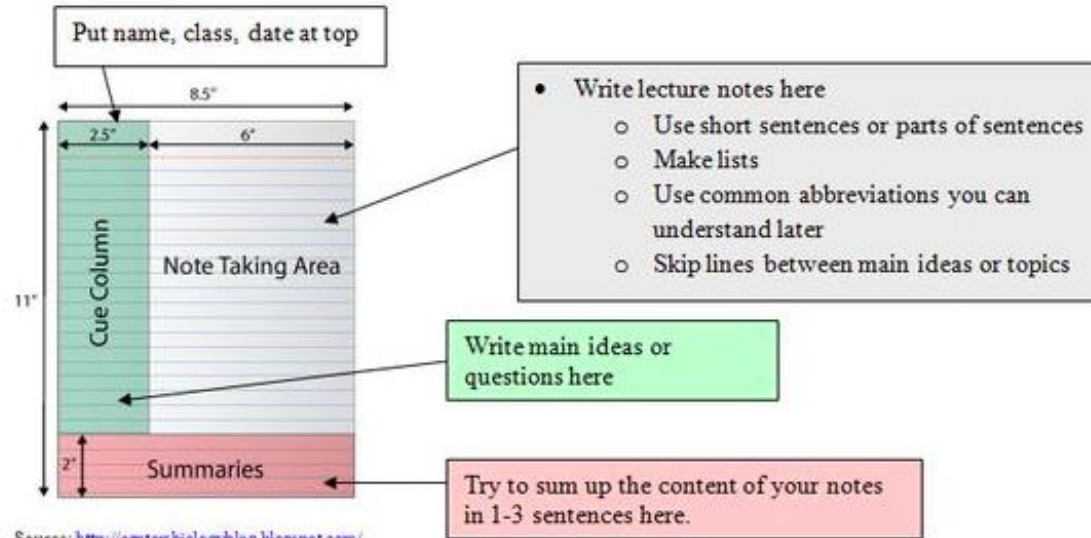 Put name, class, date at top
8.5"
2.5"
6"
11"
Cue Column
Note Taking Area
2"
Summaries
• Write lecture notes here
o Use short sentences or parts of sentences
o Make lists
o Use common abbreviations you can
understand later
o Skip lines between main ideas or topics
Write main ideas or
questions here
Try to sum up the content of your notes
in 1-3 sentences here.
Source: